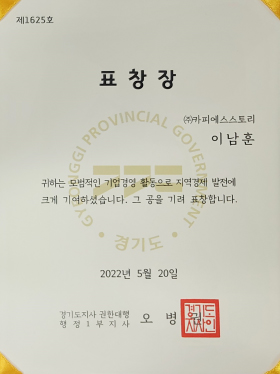 제1625호
표 창 장
㈜카피에스스토리
이남훈
GYEONGGI PROVINCIAL GOVERNMENT
• 경기도 •
귀하는 모범적인 기업경영 활동으로 지역경제 발전에
크게 기여하셨습니다. 그 공을 기려 표창합니다.
2022년 5월 20일
경기도지사 권한대행
행 정 1 부 지 사 오 병